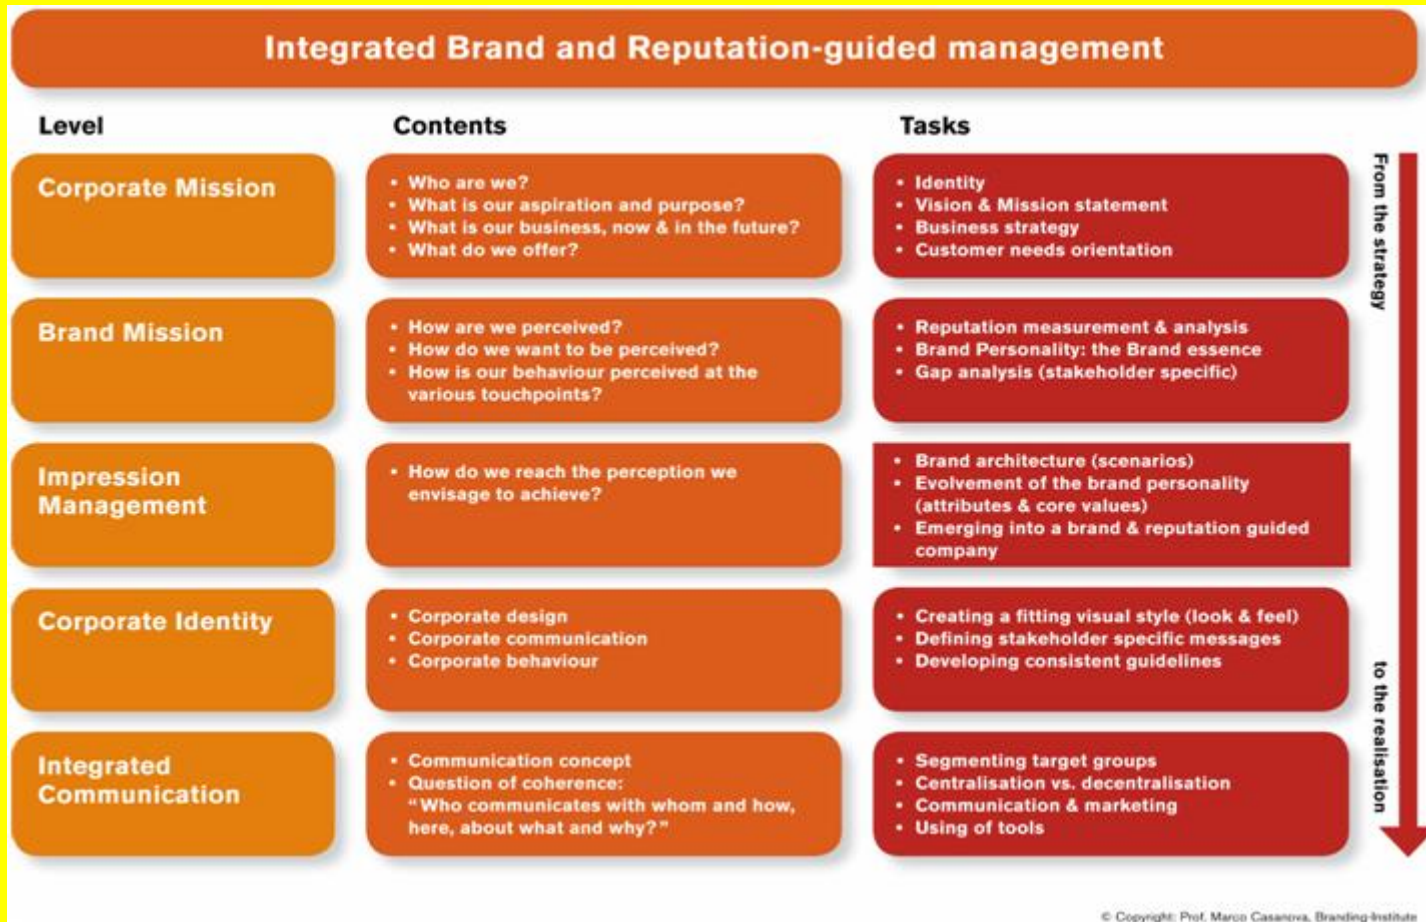 Integrated Brand and Reputation-guided management
Level
Contents
Tasks
Corporate Mission
• Who are we?
• What is our aspiration and purpose?
• What is our business, now & in the future?
• What do we offer?
• Identity
• Vision & Mission statement
• Business strategy
• Customer needs orientation
Brand Mission
• How are we perceived?
• How do we want to be perceived?
• How is our behaviour perceived at the
various touchpoints?
• Reputation measurement & analysis
• Brand Personality: the Brand essence
• Gap analysis (stakeholder specific)
Impression
Management
• How do we reach the perception we
envisage to achieve?
• Brand architecture (scenarios)
• Evolvement of the brand personality
(attributes & core values)
• Emerging into a brand & reputation guided
company
Corporate Identity
• Corporate design
• Corporate communication
• Corporate behaviour
• Creating a fitting visual style (look & feel)
• Defining stakeholder specific messages
• Developing consistent guidelines
Integrated
Communication
• Communication concept
• Question of coherence:
"Who communicates with whom and how,
here, about what and why?"
• Segmenting target groups
• Centralisation vs. decentralisation
• Communication & marketing
• Using of tools
From the strategy
to the realisation
© Copyright: Prof. Marco Casanova, Branding-Institute